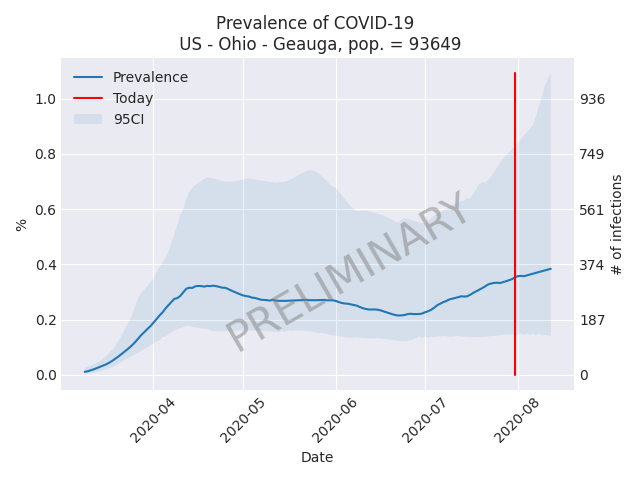 Prevalence of COVID-19
US - Ohio - Geauga, pop. = 93649
Prevalence
Today
95CI
1.0
0.8
0.6
0.4
0.2
0.0
%
936
749
561
374
187
0
# of infections
PRELIMINARY
2020-04
2020-05
2020-06
2020-07
2020-08
Date